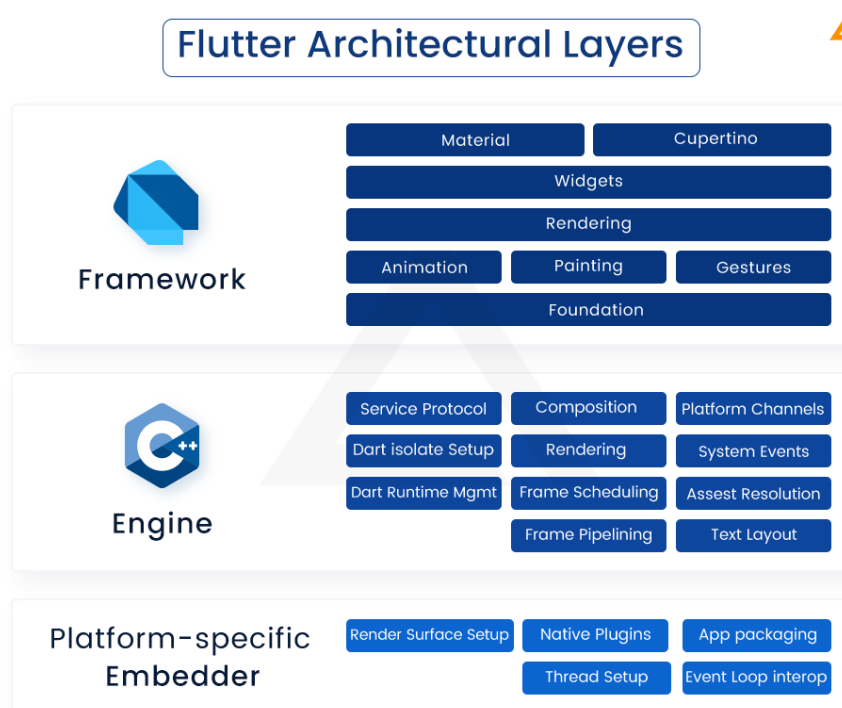 Flutter Architectural Layers
Material
Cupertino
Widgets
Rendering
Animation
Painting
Gestures
Foundation
Framework
Service Protocol
Composition
Platform Channels
Dart isolate Setup
Rendering
System Events
Dart Runtime Mgmt
Frame Scheduling
Assest Resolution
Frame Pipelining
Text Layout
C++
Engine
Platform-specific
Embedder
Render Surface Setup
Native Plugins
App packaging
Thread Setup
Event Loop interop